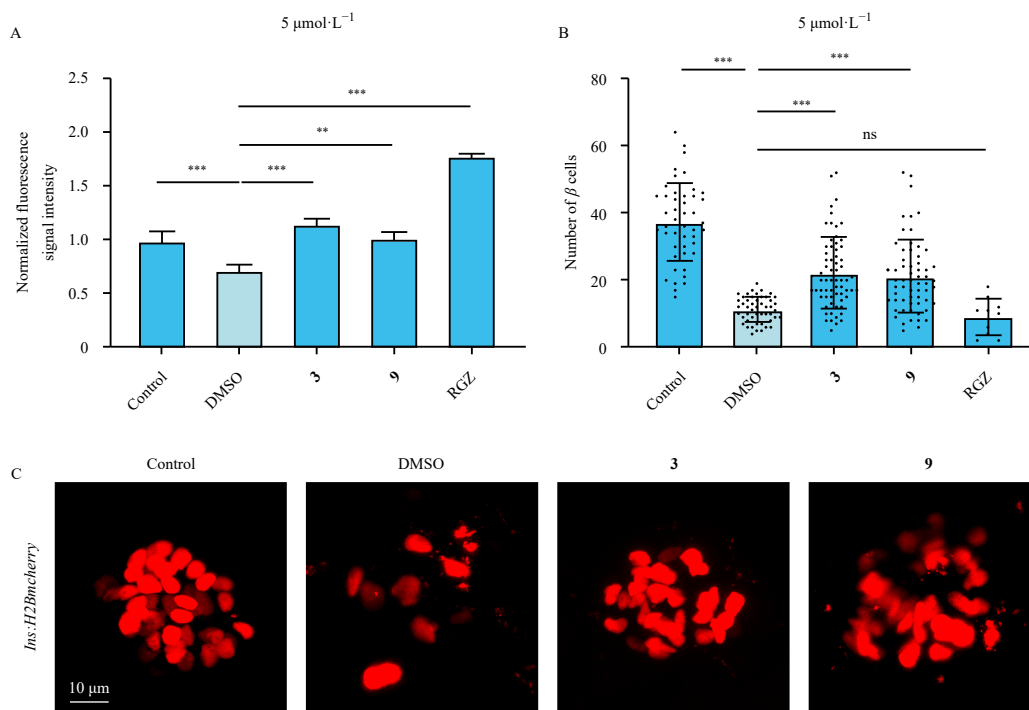 A
5 μmol·L⁻¹
Normalized fluorescence
signal intensity
2.5
2.0
1.5
1.0
0.5
0
***
**
*** ***
Control DMSO 3 9 RGZ
B
5 μmol·L⁻¹
Number of β cells
80
60
40
20
0
*** ***
***
ns
Control DMSO 3 9 RGZ
C
Control DMSO 3 9
Ins:H2Bmcherry
10 μm